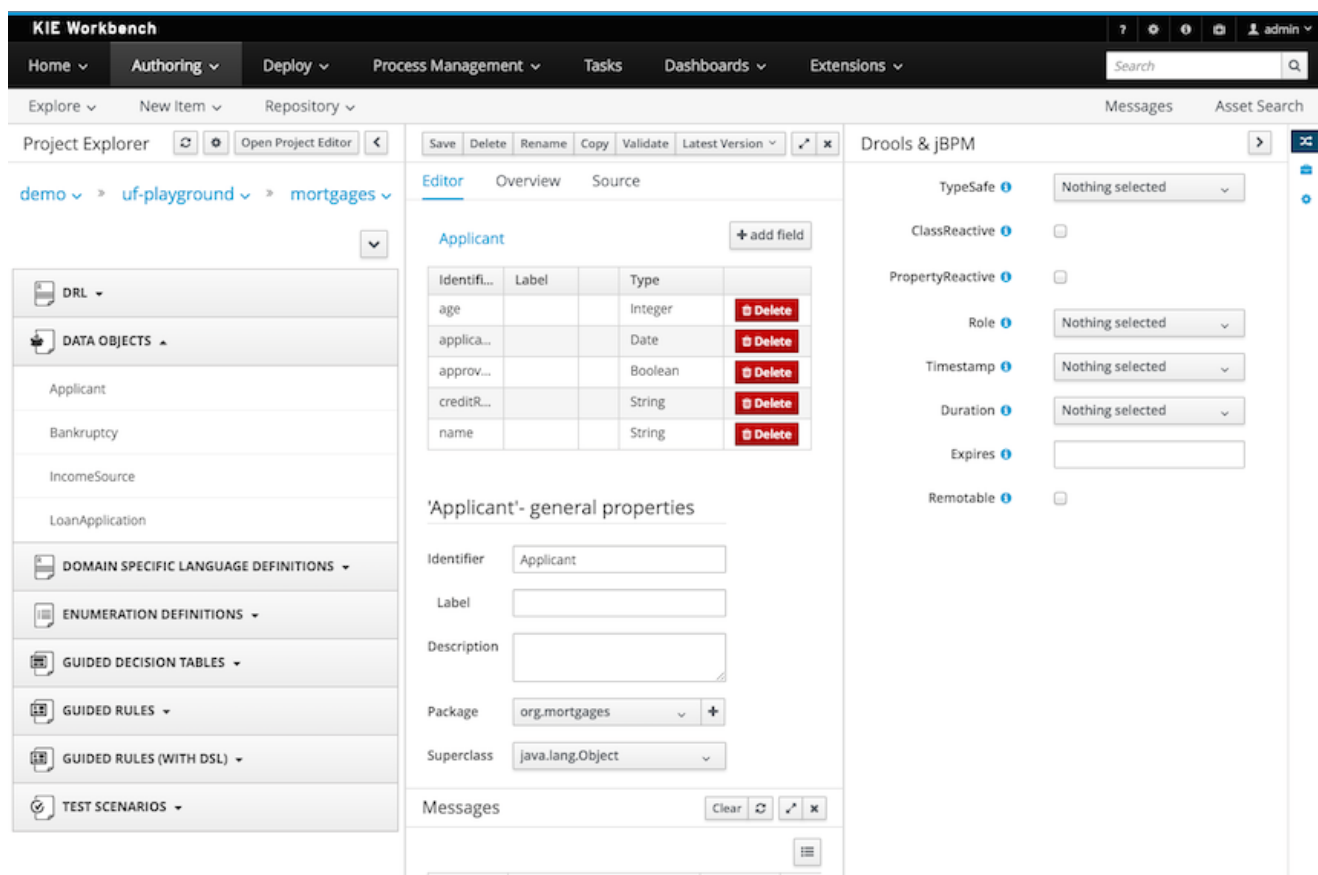 KIE Workbench
? admin
Home Authoring Deploy Process Management Tasks Dashboards Extensions Search
Explore New Item Repository Messages Asset Search
Project Explorer Open Project Editor
demo » uf-playground » mortgages
DRL
DATA OBJECTS
Applicant
Bankruptcy
IncomeSource
LoanApplication
DOMAIN SPECIFIC LANGUAGE DEFINITIONS
ENUMERATION DEFINITIONS
GUIDED DECISION TABLES
GUIDED RULES
GUIDED RULES (WITH DSL)
TEST SCENARIOS
Save Delete Rename Copy Validate Latest Version
Editor Overview Source
Applicant + add field
Identifi... Label Type
age Integer Delete
applica... Date Delete
approv... Boolean Delete
creditR... String Delete
name String Delete
'Applicant'- general properties
Identifier Applicant
Label
Description
Package org.mortgages +
Superclass java.lang.Object
Messages Clear
Drools & jBPM
TypeSafe Nothing selected
ClassReactive
PropertyReactive
Role Nothing selected
Timestamp Nothing selected
Duration Nothing selected
Expires
Remotable